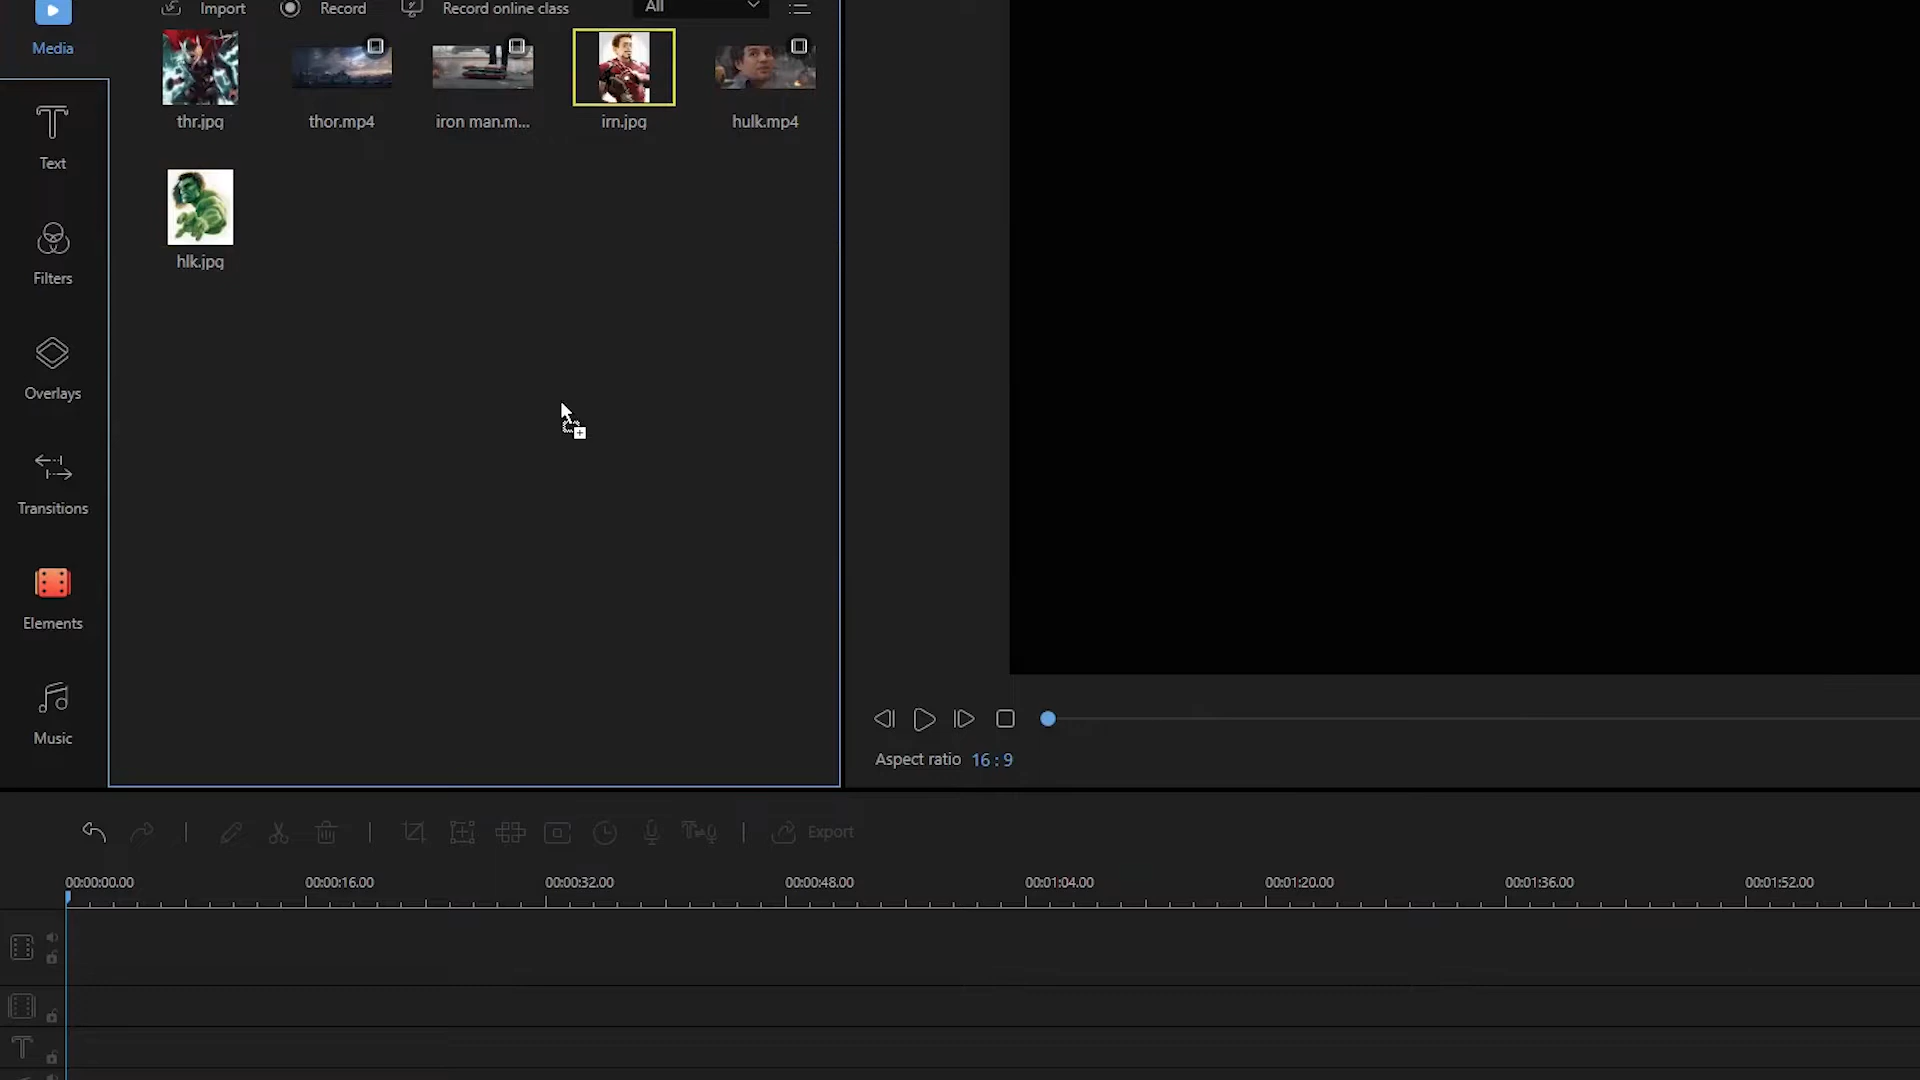 Import Record Record online class All
Media
thr.jpg thor.mp4 iron man.m... irn.jpg hulk.mp4
Text
hlk.jpg
Filters
Overlays
Transitions
Elements
Music
Aspect ratio 16 : 9
Export
00:00:00.00 00:00:16.00 00:00:32.00 00:00:48.00 00:01:04.00 00:01:20.00 00:01:36.00 00:01:52.00